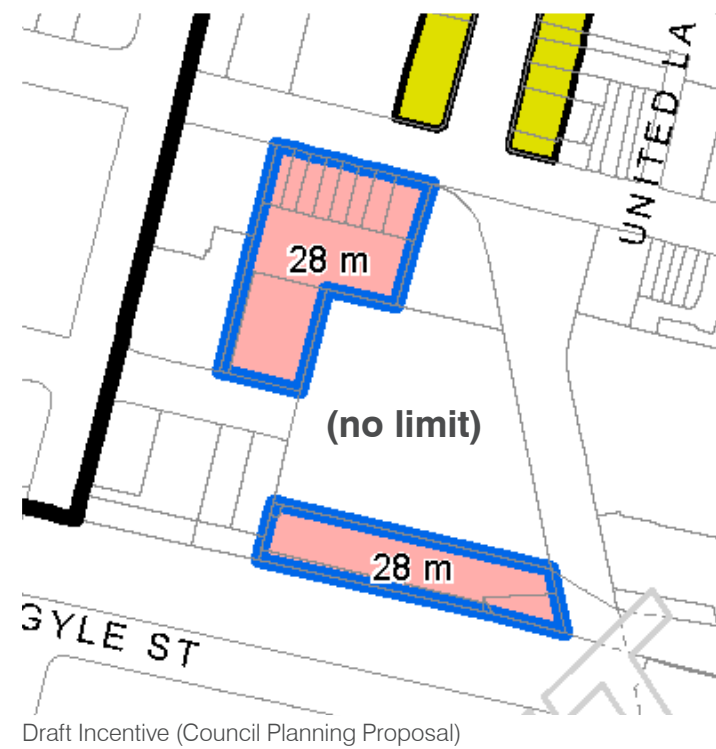 UNITED LA
28 m
(no limit)
28 m
GYLE ST
Draft Incentive (Council Planning Proposal)